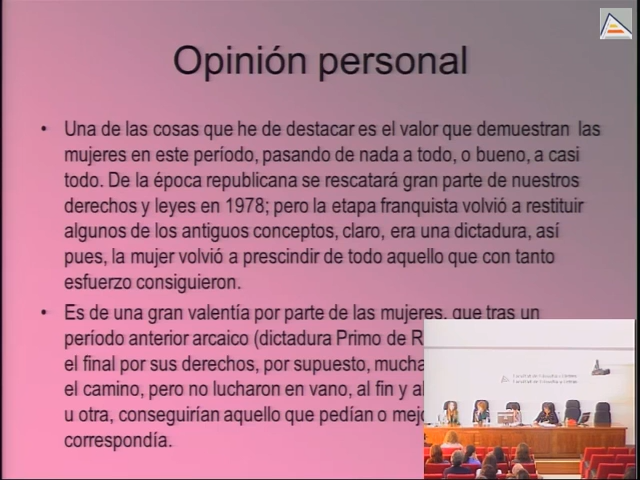 Opinión personal
• Una de las cosas que he de destacar es el valor que demuestran las
mujeres en este período, pasando de nada a todo, o bueno, a casi
todo. De la época republicana se rescatará gran parte de nuestros
derechos y leyes en 1978; pero la etapa franquista volvió a restituir
algunos de los antiguos conceptos, claro, era una dictadura, así
pues, la mujer volvió a prescindir de todo aquello que con tanto
esfuerzo consiguieron.
• Es de una gran valentía por parte de las mujeres, que tras un
período anterior arcaico (dictadura Primo de R
el final por sus derechos, por supuesto, mucha
el camino, pero no lucharon en vano, al fin y al
u otra, conseguirían aquello que pedían o mejo
correspondía.